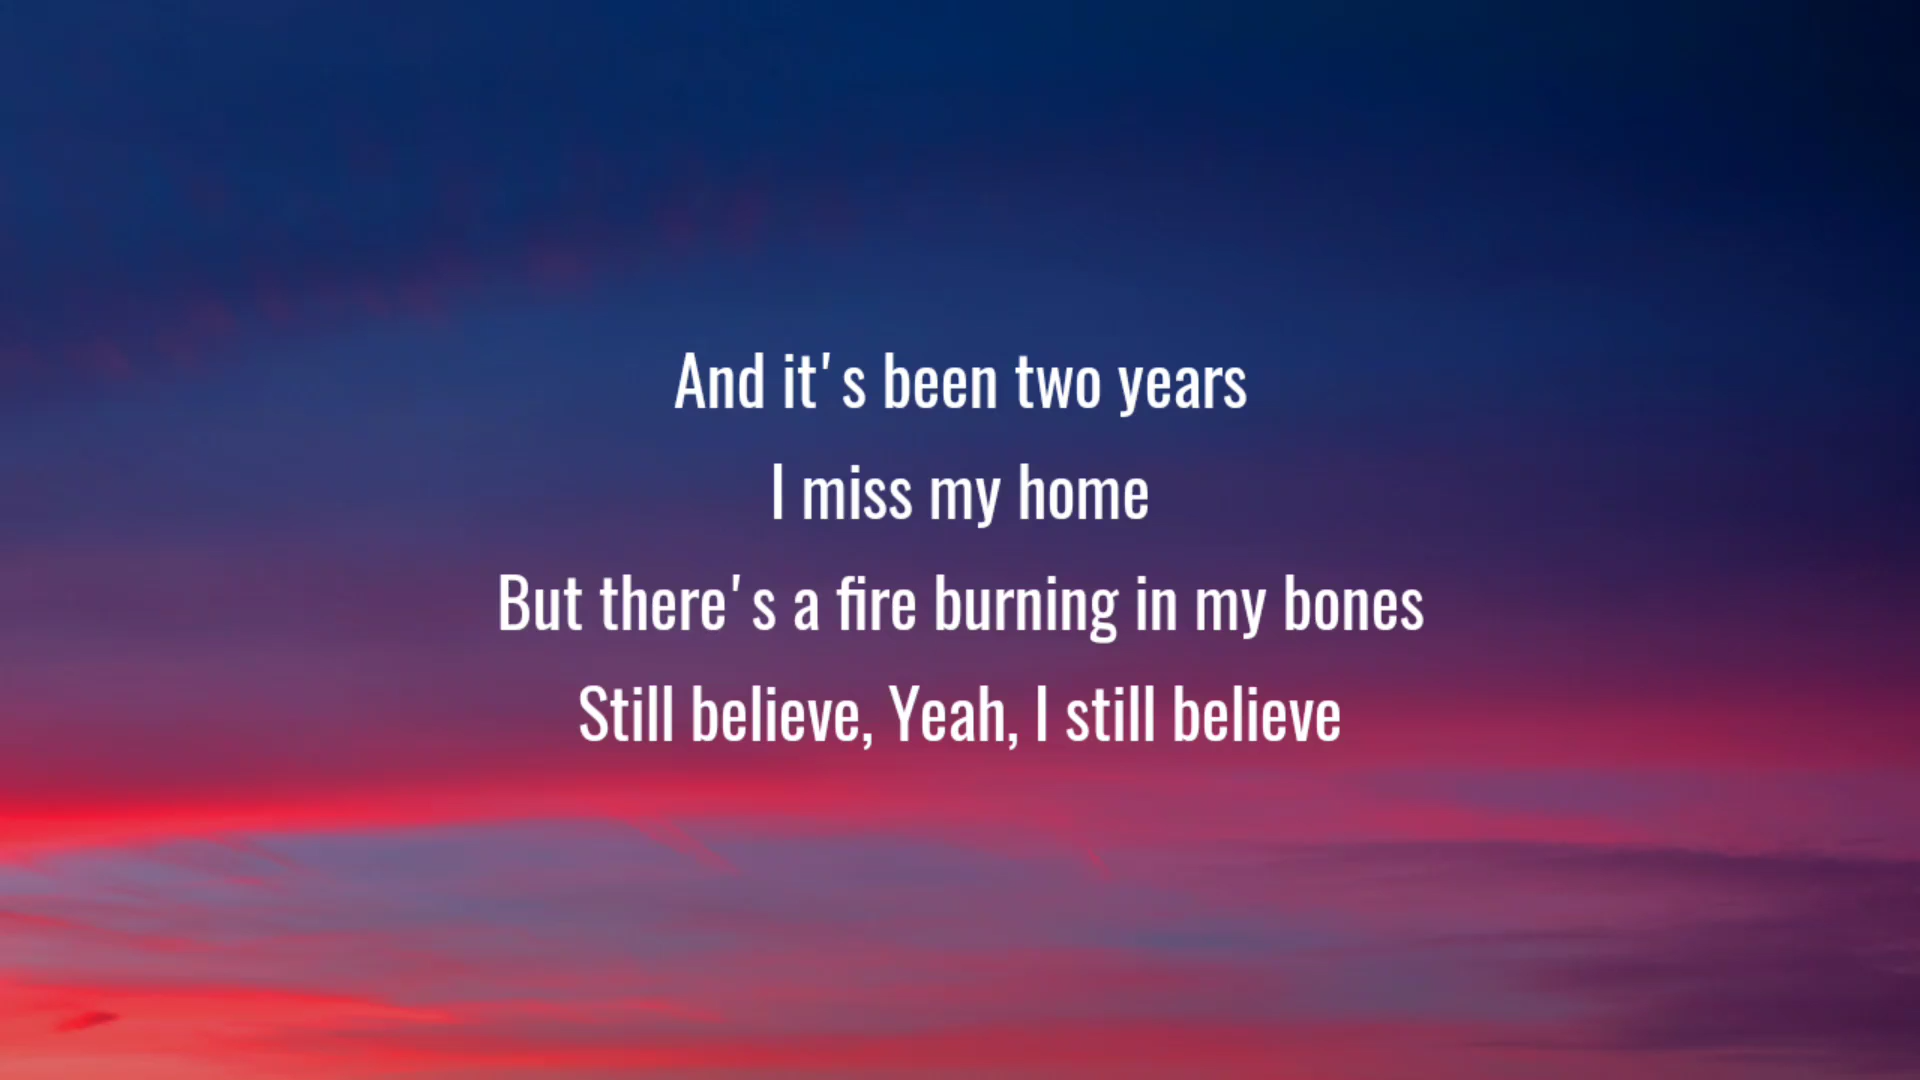 And it's been two years
I miss my home
But there's a fire burning in my bones
Still believe, Yeah, I still believe